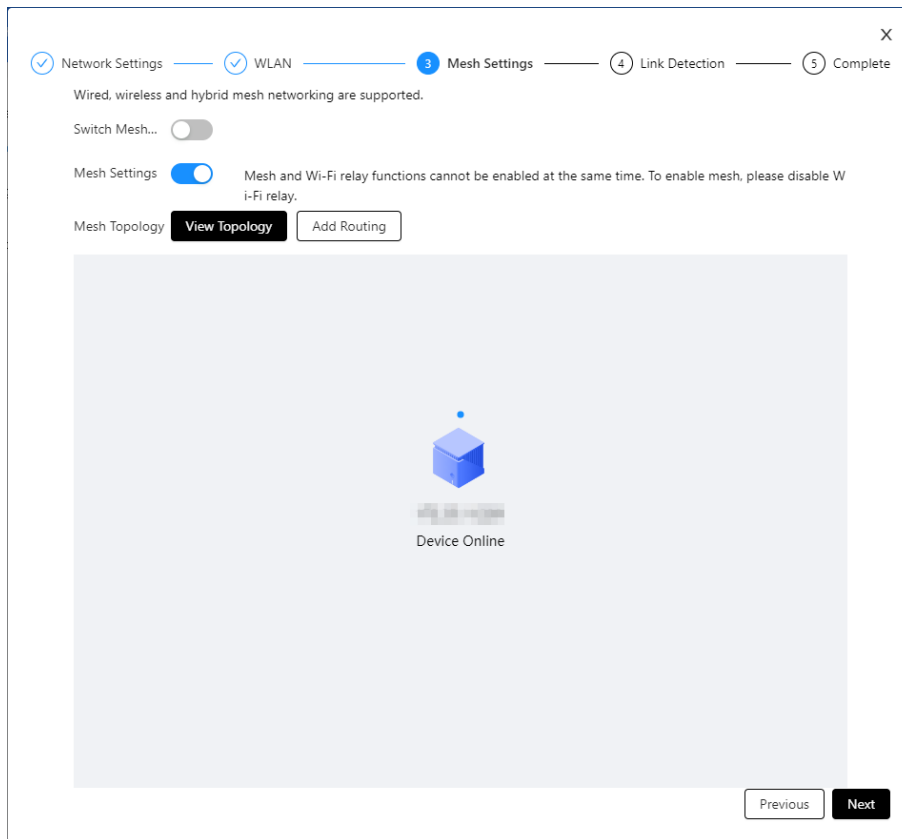 X
Network Settings
WLAN
3 Mesh Settings
4 Link Detection
5 Complete
Wired, wireless and hybrid mesh networking are supported.
Switch Mesh...
Mesh Settings
Mesh and Wi-Fi relay functions cannot be enabled at the same time. To enable mesh, please disable W
i-Fi relay.
Mesh Topology View Topology Add Routing
Device Online
Previous Next